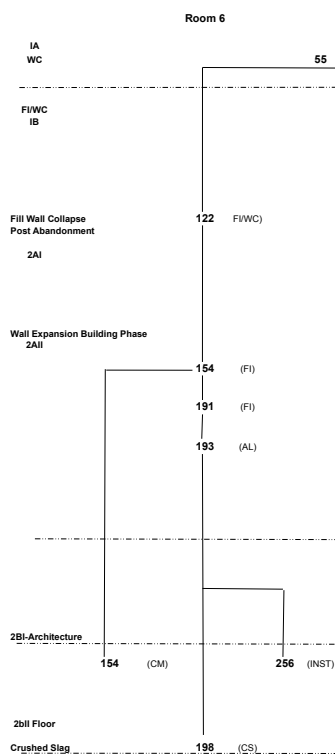 Room 6
IA
WC
55
FI/WC
IB
Fill Wall Collapse
122 FI/WC)
Post Abandonment
2AI
Wall Expansion Building Phase
2AII
154 (FI)
191 (FI)
193 (AL)
2BI-Architecture
154 (CM) 256 (INST)
2bII Floor
Crushed Slag 198 (CS)